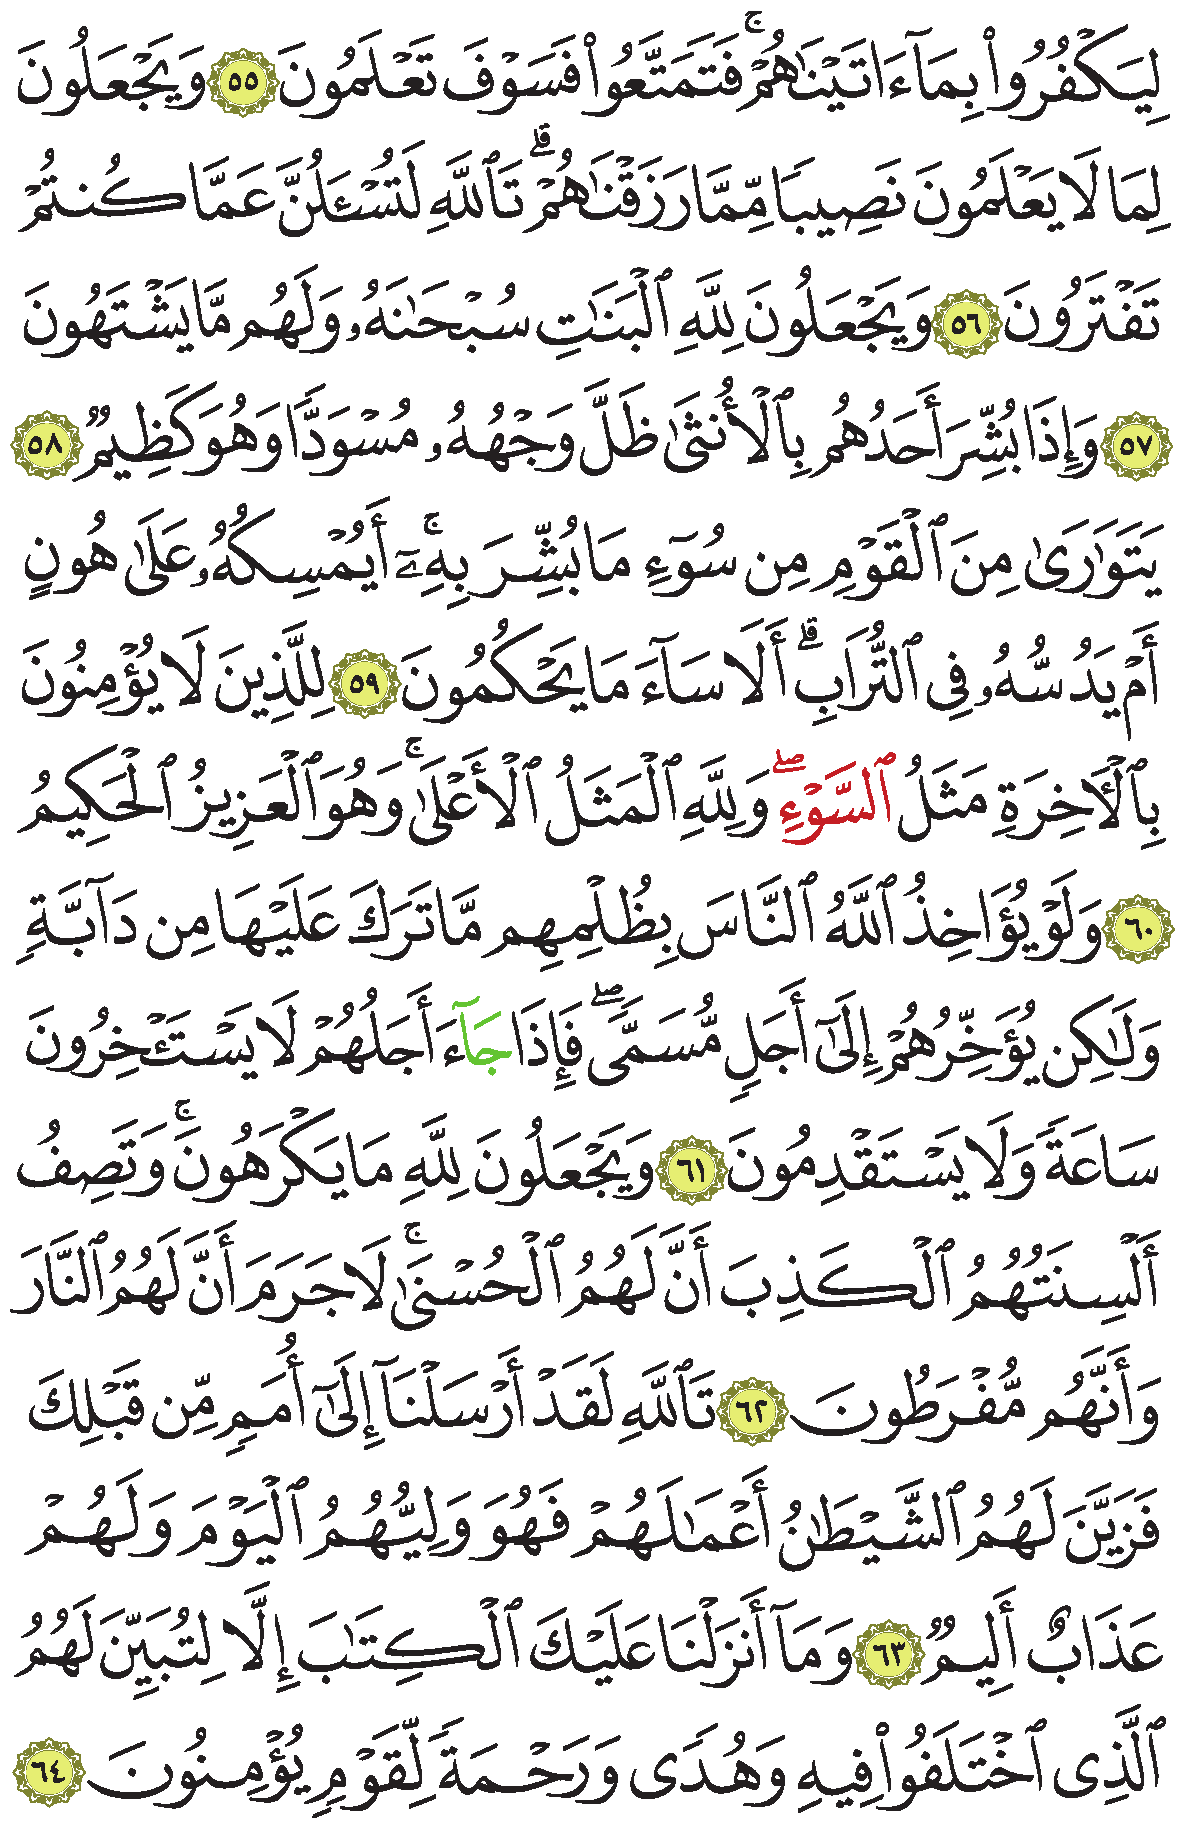 لِيَكْفُرُوا۟ بِمَآ ءَاتَيْنَٰهُمْ ۚ فَتَمَتَّعُوا۟ فَسَوْفَ تَعْلَمُونَ ٥٥ وَيَجْعَلُونَ
لِمَا لَا يَعْلَمُونَ نَصِيبًا مِّمَّا رَزَقْنَٰهُمْ ۗ تَٱللَّهِ لَتُسْـَٔلُنَّ عَمَّا كُنتُمْ
تَفْتَرُونَ ٥٦ وَيَجْعَلُونَ لِلَّهِ ٱلْبَنَٰتِ سُبْحَٰنَهُۥ وَلَهُم مَّا يَشْتَهُونَ
٥٧ وَإِذَا بُشِّرَ أَحَدُهُم بِٱلْأُنثَىٰ ظَلَّ وَجْهُهُۥ مُسْوَدًّا وَهُوَ كَظِيمٌ ٥٨
يَتَوَٰرَىٰ مِنَ ٱلْقَوْمِ مِن سُوٓءِ مَا بُشِّرَ بِهِۦٓ ۚ أَيُمْسِكُهُۥ عَلَىٰ هُونٍ
أَمْ يَدُسُّهُۥ فِى ٱلتُّرَابِ ۗ أَلَا سَآءَ مَا يَحْكُمُونَ ٥٩ لِلَّذِينَ لَا يُؤْمِنُونَ
بِٱلْـَٔاخِرَةِ مَثَلُ ٱلسَّوْءِ ۖ وَلِلَّهِ ٱلْمَثَلُ ٱلْأَعْلَىٰ ۚ وَهُوَ ٱلْعَزِيزُ ٱلْحَكِيمُ
٦٠ وَلَوْ يُؤَاخِذُ ٱللَّهُ ٱلنَّاسَ بِظُلْمِهِم مَّا تَرَكَ عَلَيْهَا مِن دَآبَّةٍ
وَلَٰكِن يُؤَخِّرُهُمْ إِلَىٰٓ أَجَلٍ مُّسَمًّى ۖ فَإِذَا جَآءَ أَجَلُهُمْ لَا يَسْتَـْٔخِرُونَ
سَاعَةً وَلَا يَسْتَقْدِمُونَ ٦١ وَيَجْعَلُونَ لِلَّهِ مَا يَكْرَهُونَ ۚ وَتَصِفُ
أَلْسِنَتُهُمُ ٱلْكَذِبَ أَنَّ لَهُمُ ٱلْحُسْنَىٰ ۚ لَا جَرَمَ أَنَّ لَهُمُ ٱلنَّارَ
وَأَنَّهُم مُّفْرَطُونَ ٦٢ تَٱللَّهِ لَقَدْ أَرْسَلْنَآ إِلَىٰٓ أُمَمٍ مِّن قَبْلِكَ
فَزَيَّنَ لَهُمُ ٱلشَّيْطَٰنُ أَعْمَٰلَهُمْ فَهُوَ وَلِيُّهُمُ ٱلْيَوْمَ وَلَهُمْ
عَذَابٌ أَلِيمٌ ٦٣ وَمَآ أَنزَلْنَا عَلَيْكَ ٱلْكِتَٰبَ إِلَّا لِتُبَيِّنَ لَهُمُ
ٱلَّذِى ٱخْتَلَفُوا۟ فِيهِ وَهُدًى وَرَحْمَةً لِّقَوْمٍ يُؤْمِنُونَ ٦٤